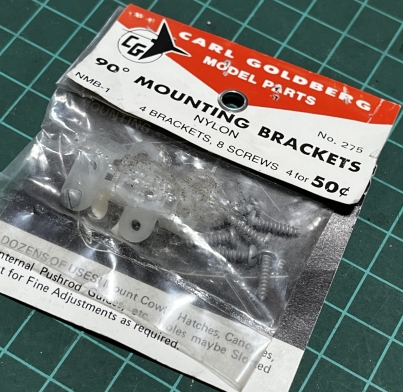 CG
CARL GOLDBERG
MODEL PARTS
90° MOUNTING BRACKETS
NMB-1
NYLON
No. 275
4 BRACKETS, 8 SCREWS 4 for 50¢
DOZENS OF USES! Mount Cowls, Hatches, Canopies,
Internal Pushrod Guides, etc. Holes maybe Slotted
for Fine Adjustments as required.